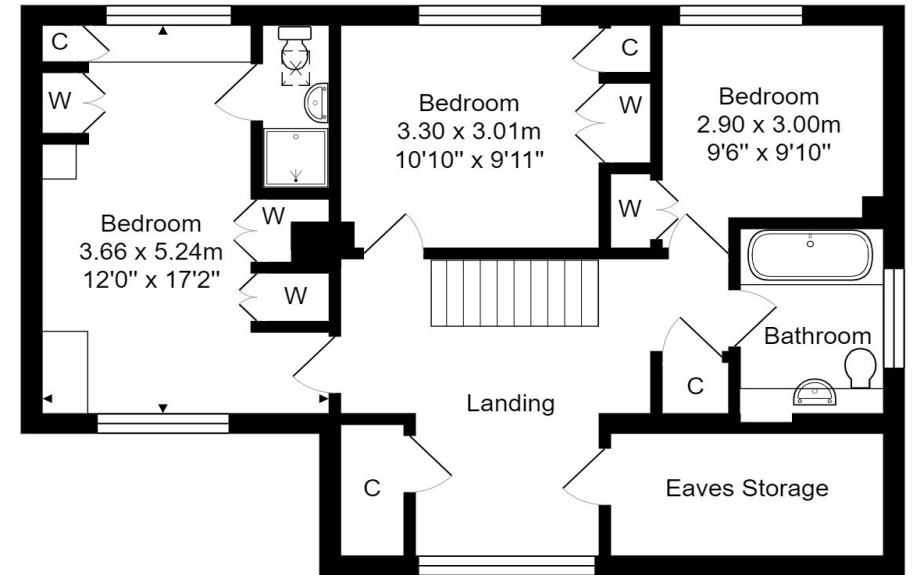 C
W
Bedroom
3.66 x 5.24m
12'0" x 17'2"
W
W
Bedroom
3.30 x 3.01m
10'10" x 9'11"
C
W
W
Bedroom
2.90 x 3.00m
9'6" x 9'10"
Bathroom
C
Landing
C
Eaves Storage